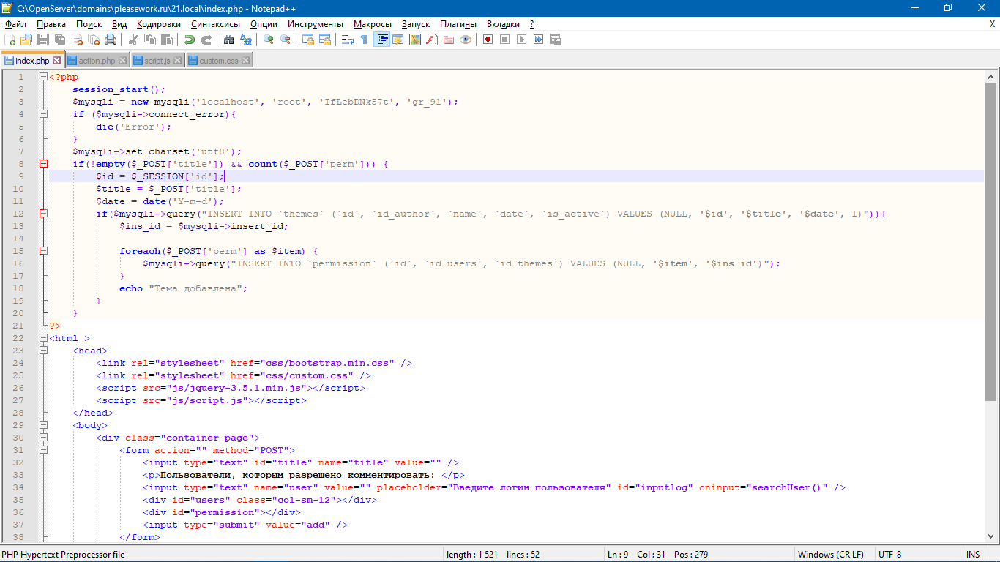 C:\OpenServer\domains\pleasework.ru\21.local\index.php - Notepad++
Файл Правка Поиск Вид Кодировки Синтаксисы Опции Инструменты Макросы Запуск Плагины Вкладки ? X
index.php action.php script.js custom.css
1 <?php
2 session_start();
3 $mysqli = new mysqli('localhost', 'root', 'IfLebDNk57t', 'gr_91');
4 if ($mysqli->connect_error){
5 die('Error');
6 }
7 $mysqli->set_charset('utf8');
8 if(!empty($_POST['title']) && count($_POST['perm'])) {
9 $id = $_SESSION['id'];
10 $title = $_POST['title'];
11 $date = date('Y-m-d');
12 if($mysqli->query("INSERT INTO `themes` (`id`, `id_author`, `name`, `date`, `is_active`) VALUES (NULL, '$id', '$title', '$date', 1)")){
13 $ins_id = $mysqli->insert_id;
14
15 foreach($_POST['perm'] as $item) {
16 $mysqli->query("INSERT INTO `permission` (`id`, `id_users`, `id_themes`) VALUES (NULL, '$item', '$ins_id')");
17 }
18 echo "Тема добавлена";
19 }
20 }
21 ?>
22 <html >
23 <head>
24 <link rel="stylesheet" href="css/bootstrap.min.css" />
25 <link rel="stylesheet" href="css/custom.css" />
26 <script src="js/jquery-3.5.1.min.js"></script>
27 <script src="js/script.js"></script>
28 </head>
29 <body>
30 <div class="container_page">
31 <form action="" method="POST">
32 <input type="text" id="title" name="title" value="" />
33 <p>Пользователи, которым разрешено комментировать: </p>
34 <input type="text" name="user" value="" placeholder="Введите логин пользователя" id="inputlog" oninput="searchUser()" />
35 <div id="users" class="col-sm-12"></div>
36 <div id="permission"></div>
37 <input type="submit" value="add" />
38 </form>
PHP Hypertext Preprocessor file length : 1 521 lines : 52 Ln : 9 Col : 31 Pos : 279 Windows (CR LF) UTF-8 INS